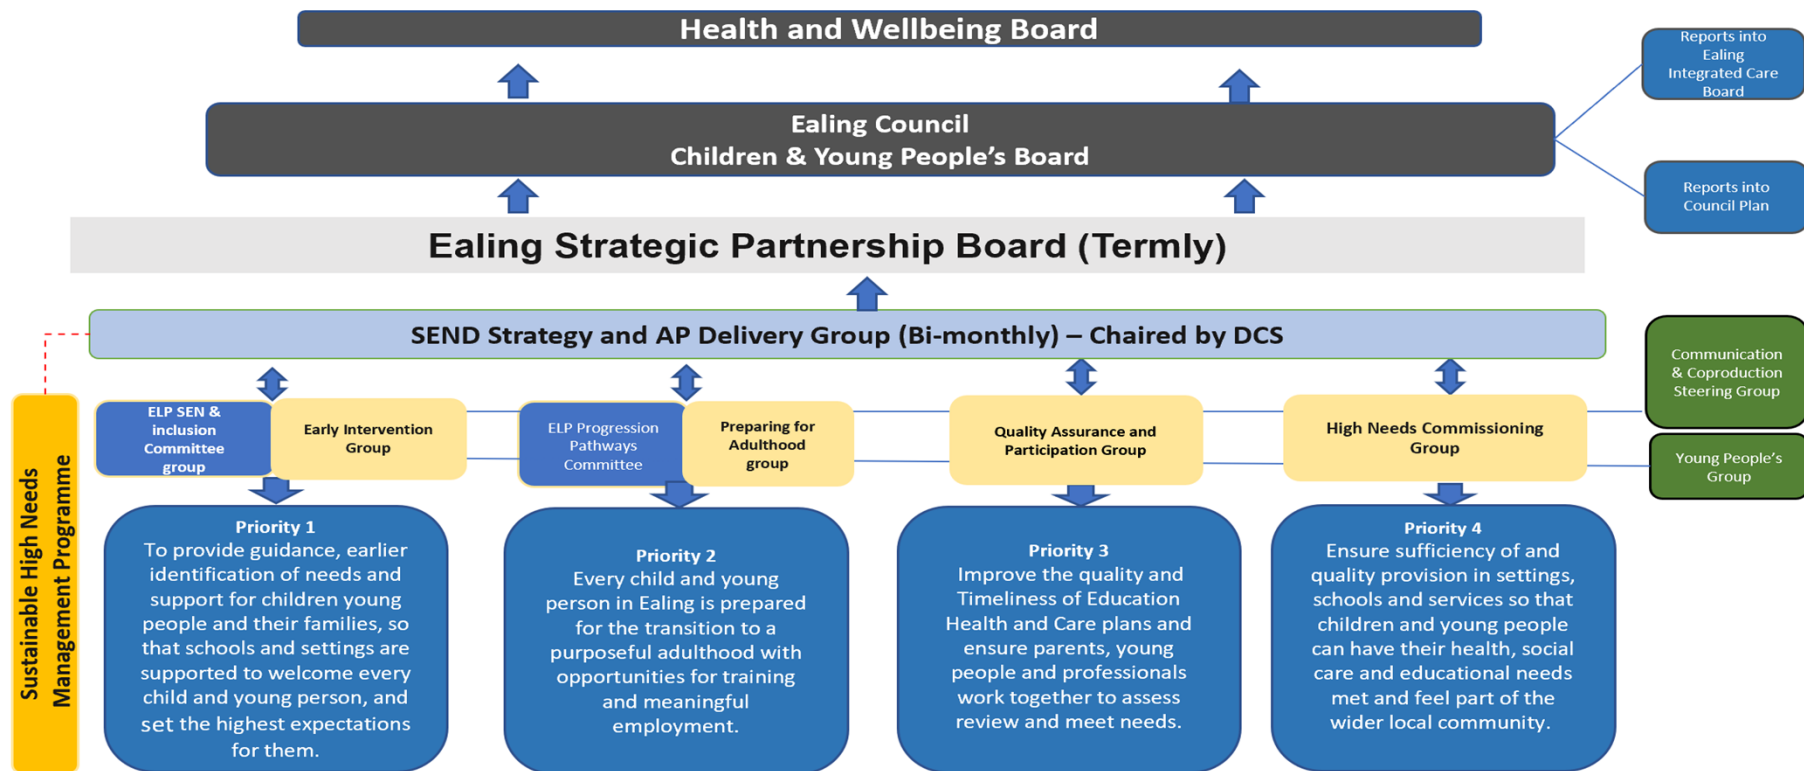 Health and Wellbeing Board
Reports into
Ealing
Integrated Care
Board
Ealing Council
Children & Young People's Board
Reports into
Council Plan
Ealing Strategic Partnership Board (Termly)
SEND Strategy and AP Delivery Group (Bi-monthly) – Chaired by DCS
Communication
& Coproduction
Steering Group
Young People's
Group
Sustainable High Needs
Management Programme
ELP SEN &
inclusion
Committee
group
Early Intervention
Group
ELP Progression
Pathways
Committee
Preparing for
Adulthood
group
Quality Assurance and
Participation Group
High Needs Commissioning
Group
Priority 1
To provide guidance, earlier
identification of needs and
support for children young
people and their families, so
that schools and settings are
supported to welcome every
child and young person, and
set the highest expectations
for them.
Priority 2
Every child and young
person in Ealing is prepared
for the transition to a
purposeful adulthood with
opportunities for training
and meaningful
employment.
Priority 3
Improve the quality and
Timeliness of Education
Health and Care plans and
ensure parents, young
people and professionals
work together to assess
review and meet needs.
Priority 4
Ensure sufficiency of and
quality provision in settings,
schools and services so that
children and young people
can have their health, social
care and educational needs
met and feel part of the
wider local community.